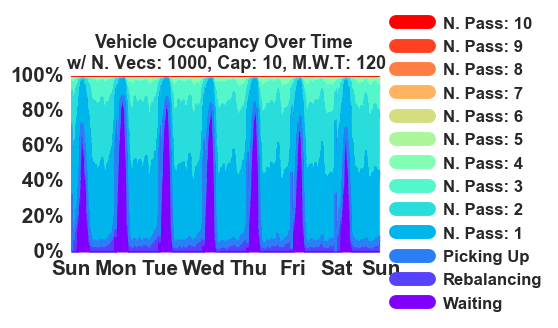 Vehicle Occupancy Over Time
w/ N. Vecs: 1000, Cap: 10, M.W.T: 120
100%
80%
60%
40%
20%
0%
Sun Mon Tue Wed Thu Fri Sat Sun
N. Pass: 10
N. Pass: 9
N. Pass: 8
N. Pass: 7
N. Pass: 6
N. Pass: 5
N. Pass: 4
N. Pass: 3
N. Pass: 2
N. Pass: 1
Picking Up
Rebalancing
Waiting